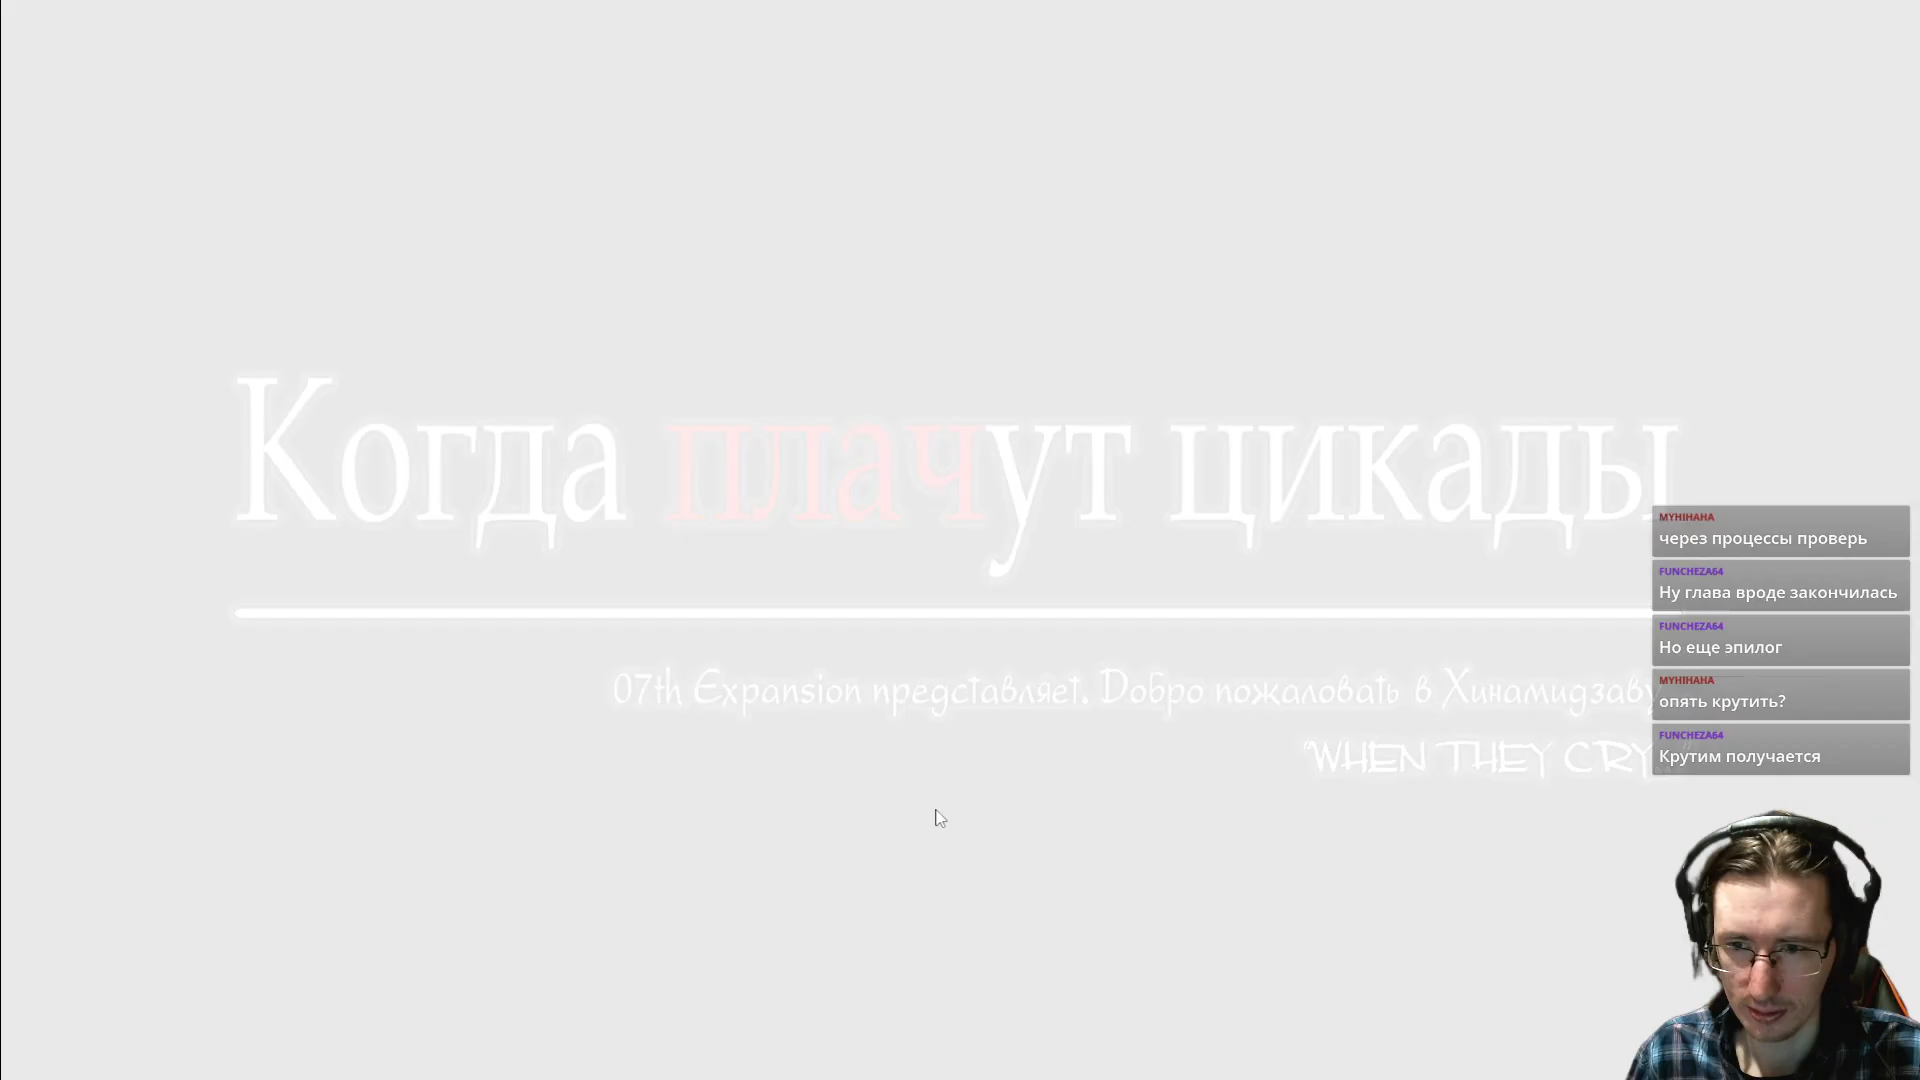 Когда плачут цикады
07th Expansion представляет. Добро пожаловать в Хинамидзаву
"WHEN THEY CRY"
MYHIHAHA
через процессы проверь
FUNCHEZA64
Ну глава вроде закончилась
FUNCHEZA64
Но еще эпилог
MYHIHAHA
опять крутить?
FUNCHEZA64
Крутим получается